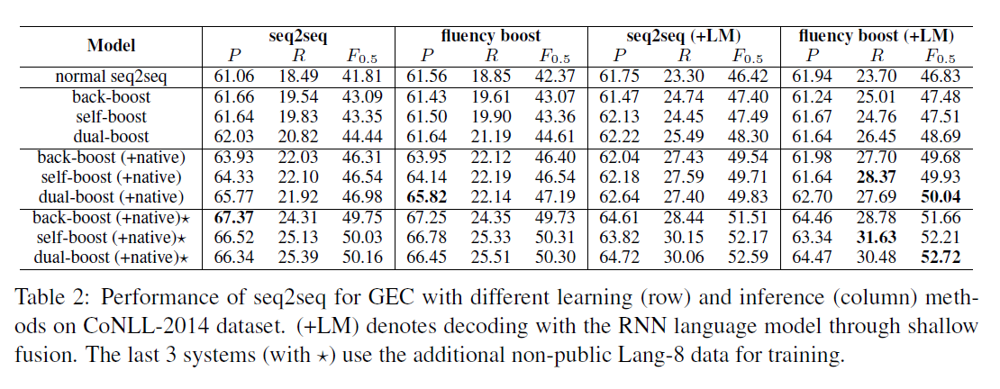 Model seq2seq fluency boost seq2seq (+LM) fluency boost (+LM)
P R F0.5 P R F0.5 P R F0.5 P R F0.5
normal seq2seq 61.06 18.49 41.81 61.56 18.85 42.37 61.75 23.30 46.42 61.94 23.70 46.83
back-boost 61.66 19.54 43.09 61.43 19.61 43.07 61.47 24.74 47.40 61.24 25.01 47.48
self-boost 61.64 19.83 43.35 61.50 19.90 43.36 62.13 24.45 47.49 61.67 24.76 47.51
dual-boost 62.03 20.82 44.44 61.64 21.19 44.61 62.22 25.49 48.30 61.64 26.45 48.69
back-boost (+native) 63.93 22.03 46.31 63.95 22.12 46.40 62.04 27.43 49.54 61.98 27.70 49.68
self-boost (+native) 64.33 22.10 46.54 64.14 22.19 46.54 62.18 27.59 49.71 61.64 28.37 49.93
dual-boost (+native) 65.77 21.92 46.98 65.82 22.14 47.19 62.64 27.40 49.83 62.70 27.69 50.04
back-boost (+native)⋆ 67.37 24.31 49.75 67.25 24.35 49.73 64.61 28.44 51.51 64.46 28.78 51.66
self-boost (+native)⋆ 66.52 25.13 50.03 66.78 25.33 50.31 63.82 30.15 52.17 63.34 31.63 52.21
dual-boost (+native)⋆ 66.34 25.39 50.16 66.45 25.51 50.30 64.72 30.06 52.59 64.47 30.48 52.72
Table 2: Performance of seq2seq for GEC with different learning (row) and inference (column) meth-
ods on CoNLL-2014 dataset. (+LM) denotes decoding with the RNN language model through shallow
fusion. The last 3 systems (with ⋆) use the additional non-public Lang-8 data for training.